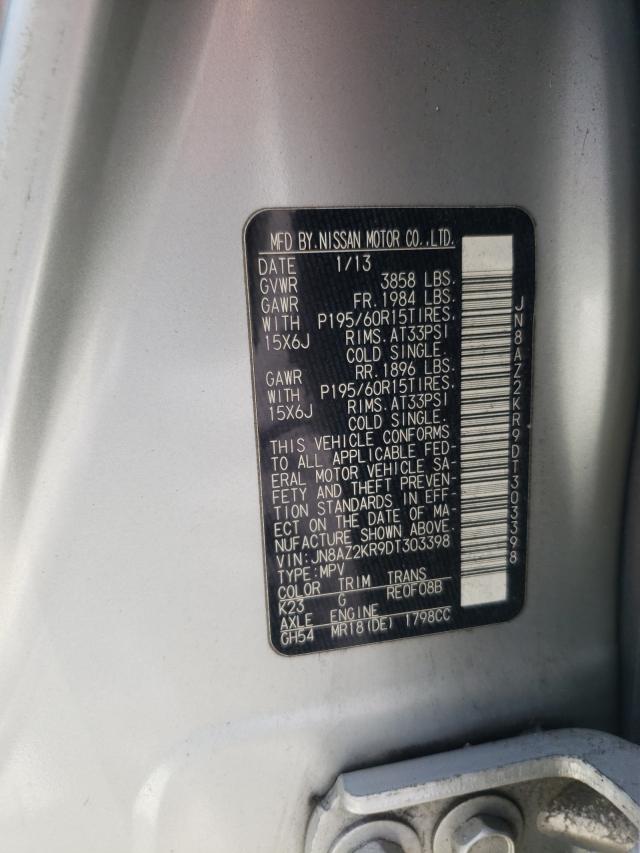 MFD BY.NISSAN MOTOR CO.,LTD.
DATE 1/13
GVWR 3858 LBS.
GAWR FR. 1984 LBS.
WITH P195/60R15TIRES.
15X6J RIMS.AT33PSI
COLD SINGLE.
GAWR RR. 1896 LBS.
WITH P195/60R15TIRES.
15X6J RIMS.AT33PSI
COLD SINGLE.
THIS VEHICLE CONFORMS
TO ALL APPLICABLE FED-
ERAL MOTOR VEHICLE SA-
FETY AND THEFT PREVEN-
TION STANDARDS IN EFF-
ECT ON THE DATE OF MA-
NUFACTURE SHOWN ABOVE.
VIN:JN8AZ2KR9DT303398
TYPE:MPV
COLOR TRIM TRANS
K23 G RE0F08B
AXLE ENGINE
GH54 MR18(DE) 1798CC
JN8AZ2KR9DT303398